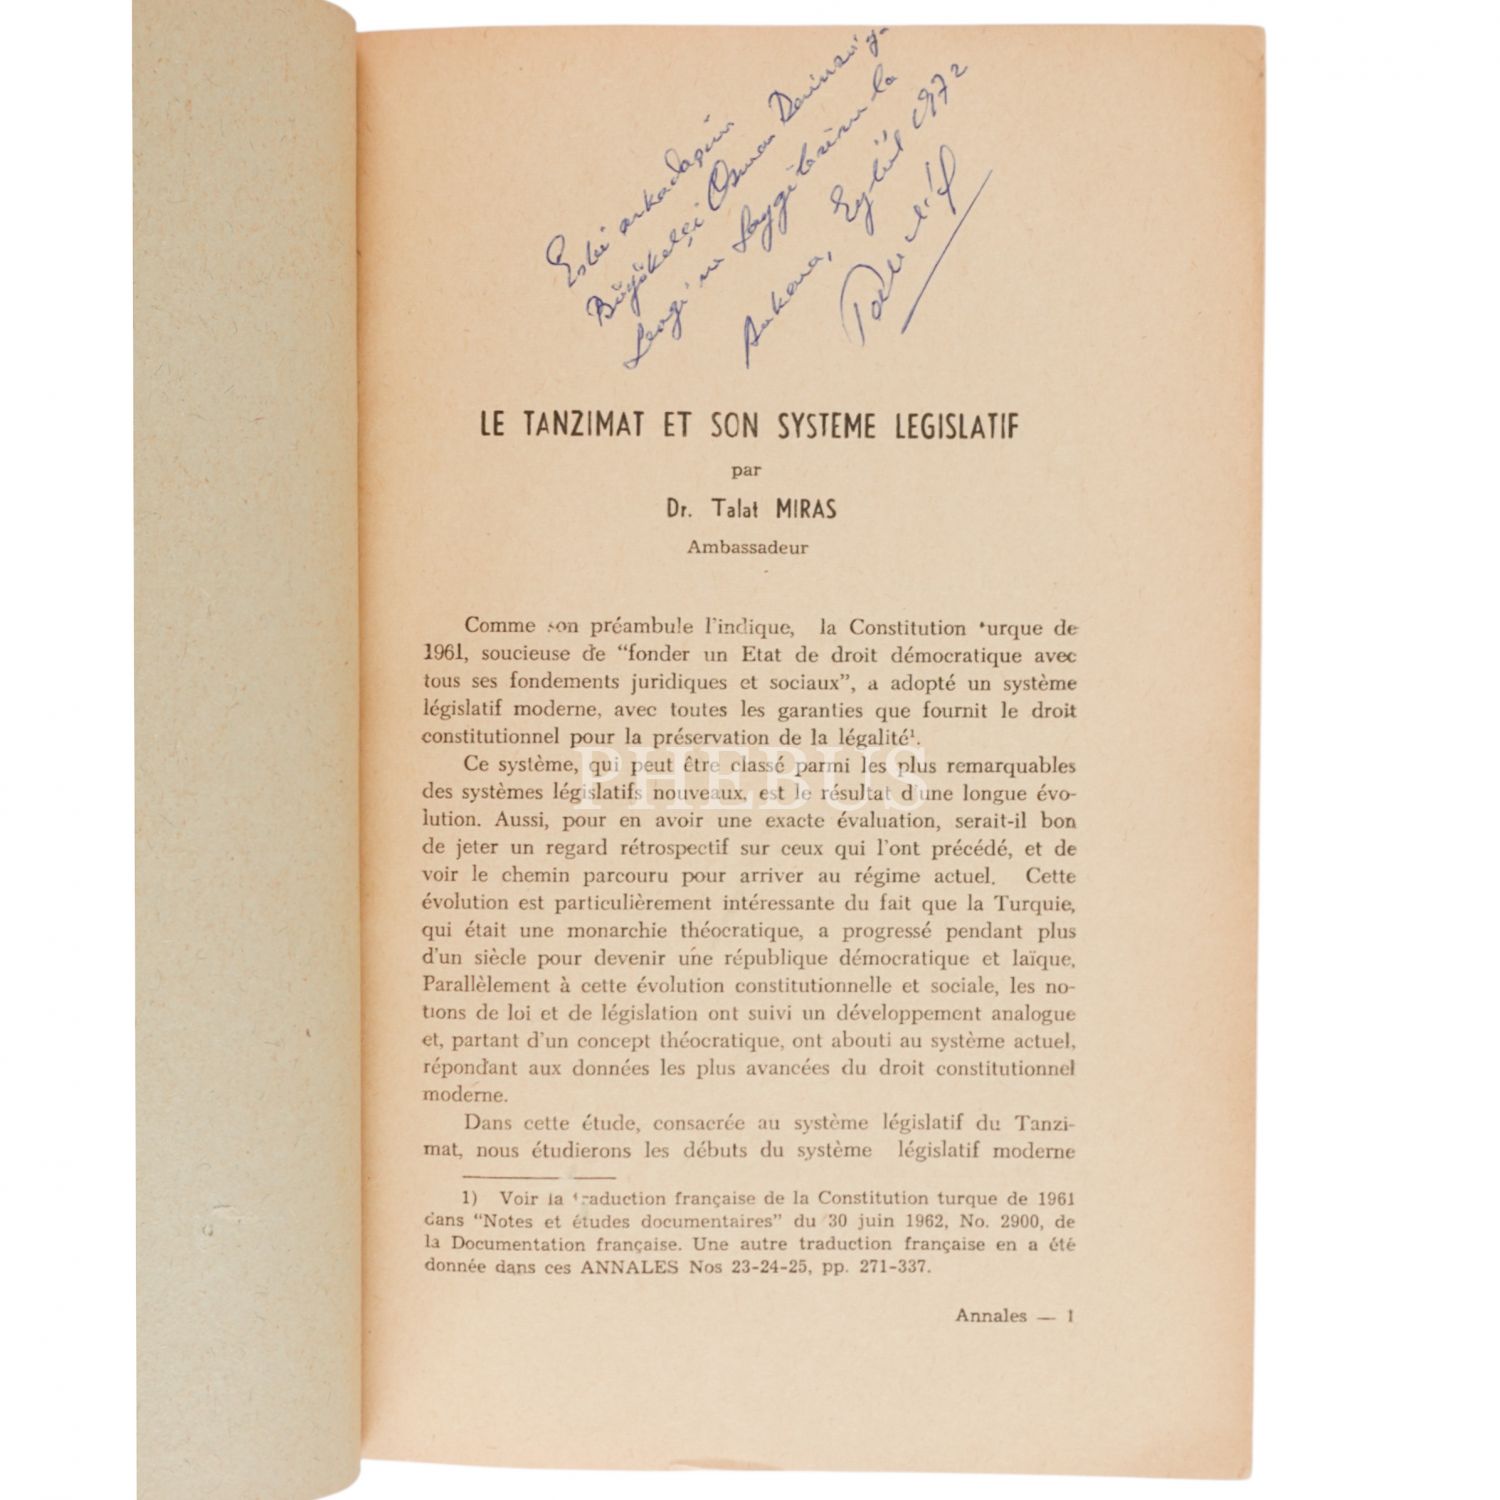 Eski arkadaşım
Büyükelçi Osman Derinsu'ya
Sevgi ve Saygılarımla
Ankara, Eylül 1972
LE TANZIMAT ET SON SYSTEME LEGISLATIF
par
Dr. Talat MIRAS
Ambassadeur
Comme son préambule l'indique, la Constitution turque de
1961, soucieuse de “fonder un Etat de droit démocratique avec
tous ses fondements juridiques et sociaux”, a adopté un système
législatif moderne, avec toutes les garanties que fournit le droit
constitutionnel pour la préservation de la légalité¹.
PHEBUS
Ce système, qui peut être classé parmi les plus remarquables
des systèmes législatifs nouveaux, est le résultat d'une longue évo-
lution. Aussi, pour en avoir une exacte évaluation, serait-il bon
de jeter un regard rétrospectif sur ceux qui l'ont précédé, et de
voir le chemin parcouru pour arriver au régime actuel. Cette
évolution est particulièrement intéressante du fait que la Turquie,
qui était une monarchie théocratique, a progressé pendant plus
d'un siècle pour devenir une république démocratique et laïque.
Parallèlement à cette évolution constitutionnelle et sociale, les no-
tions de loi et de législation ont suivi un développement analogue
et, partant d'un concept théocratique, ont abouti au système actuel,
répondant aux données les plus avancées du droit constitutionnel
moderne.
Dans cette étude, consacrée au système législatif du Tanzi-
mat, nous étudierons les débuts du système législatif moderne
1) Voir la traduction française de la Constitution turque de 1961
dans “Notes et études documentaires” du 30 juin 1962, No. 2900, de
la Documentation française. Une autre traduction française en a été
donnée dans ces ANNALES Nos 23-24-25, pp. 271-337.
Annales — 1